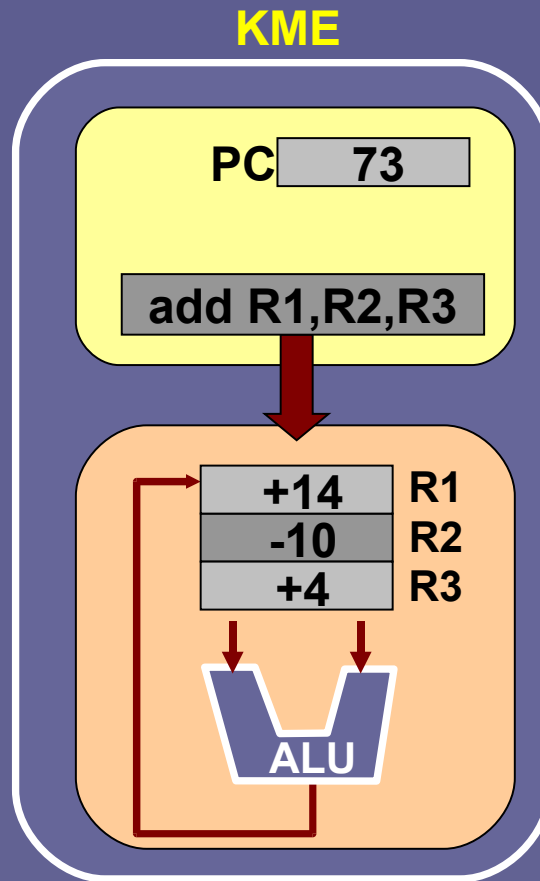 KME
PC 73
add R1,R2,R3
+14 R1
-10 R2
+4 R3
ALU